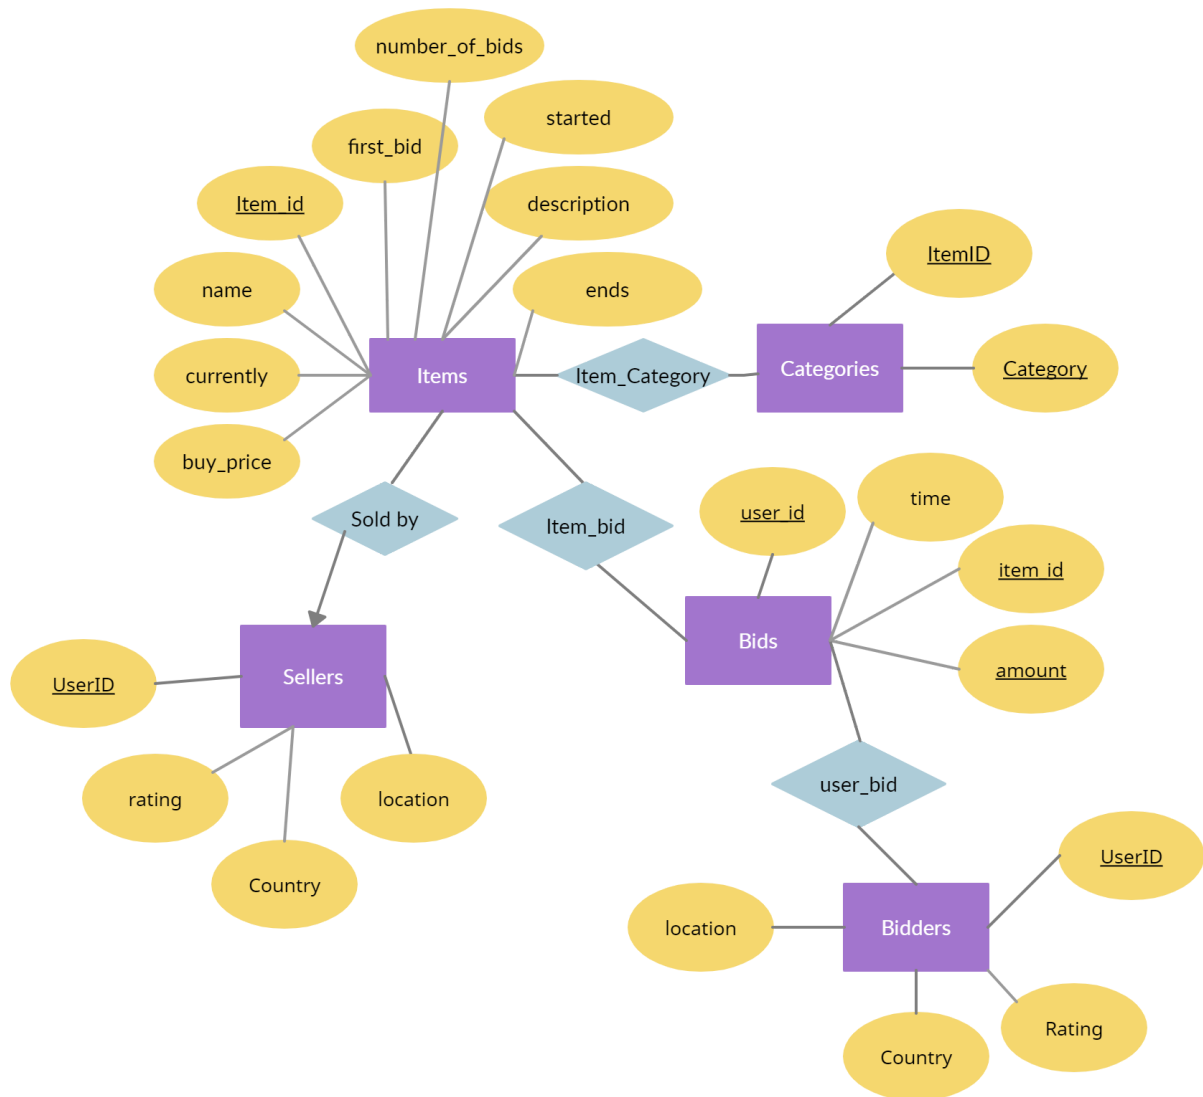 number_of_bids
started
first_bid
Item_id
description
ItemID
name
ends
Items
Item_Category
Categories
Category
currently
buy_price
Sold by
Item_bid
user_id
time
item_id
Bids
amount
UserID
Sellers
rating
location
Country
user_bid
UserID
location
Bidders
Rating
Country